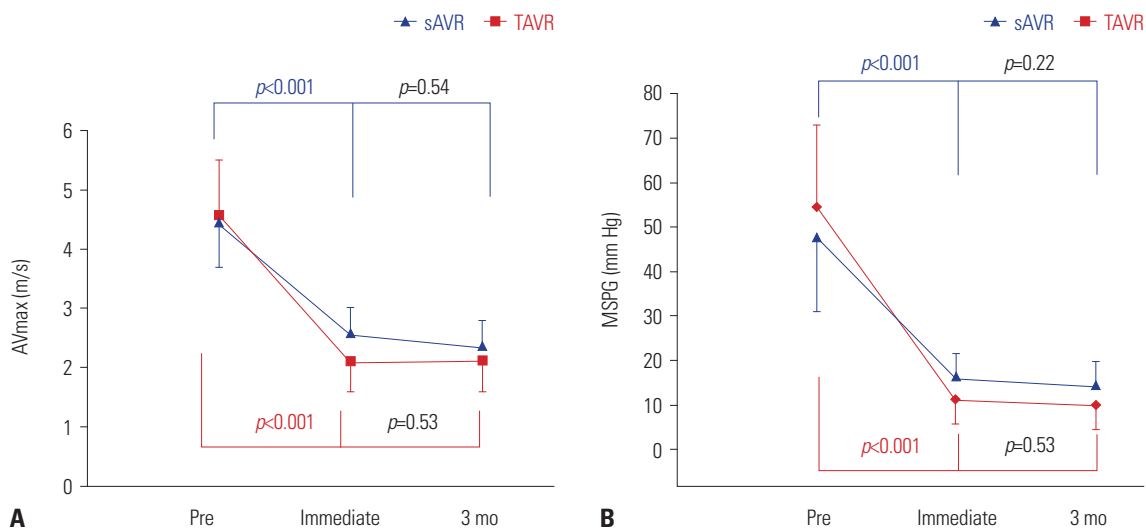 sAVR TAVR
p<0.001 p=0.54
6
5
4
3
2
1
0
AVmax (m/s)
p<0.001 p=0.53
Pre Immediate 3 mo
A
sAVR TAVR
p<0.001 p=0.22
80
70
60
50
40
30
20
10
0
MSPG (mm Hg)
p<0.001 p=0.53
Pre Immediate 3 mo
B